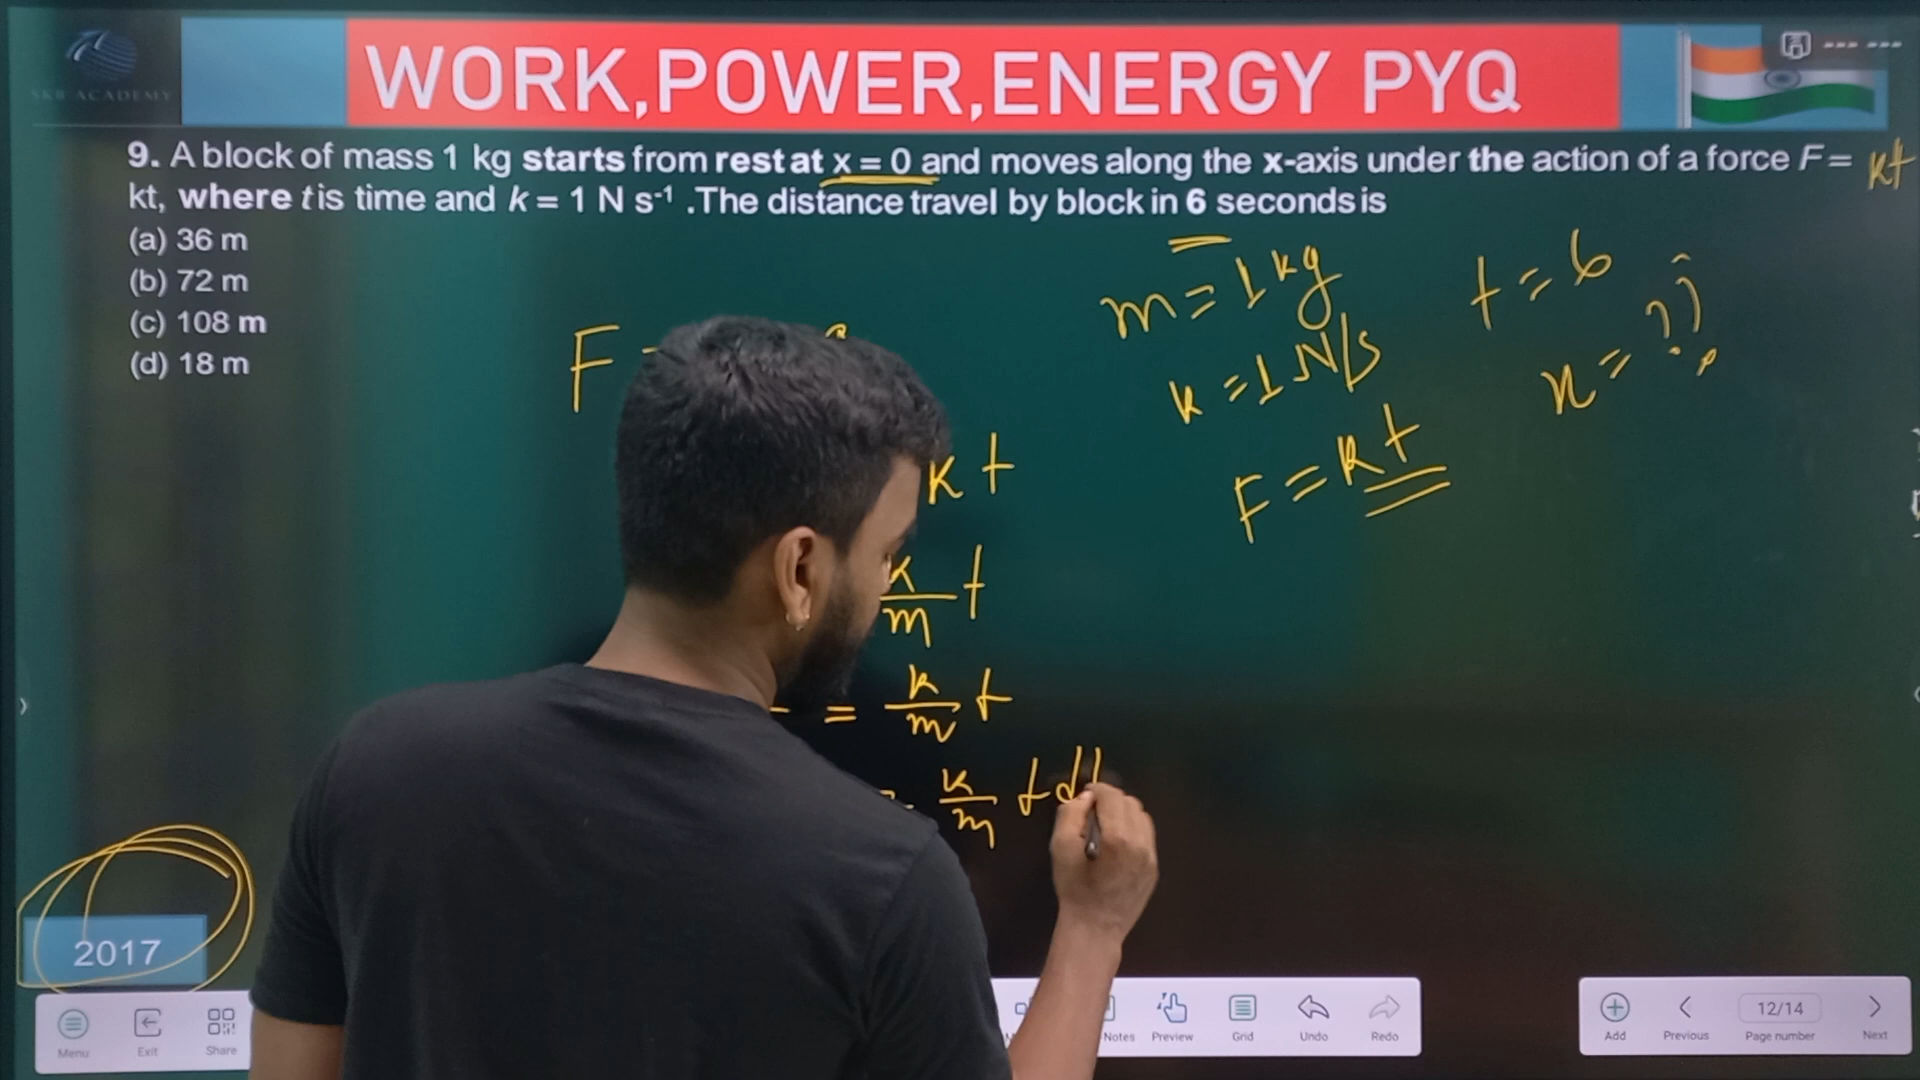 SKB ACADEMY
WORK,POWER,ENERGY PYQ
9. A block of mass 1 kg starts from rest at x = 0 and moves along the x-axis under the action of a force F = kt
kt, where t is time and k = 1 N s⁻¹ .The distance travel by block in 6 seconds is
(a) 36 m
(b) 72 m
(c) 108 m
(d) 18 m
m = 1 kg
t = 6
k = 1 N/s
x = ??
F = kt
F
kt
k/m t
= k/m t
k/m t dt
2017
Menu
Exit
Share
Notes
Preview
Grid
Undo
Redo
Add
Previous
12/14
Page number
Next